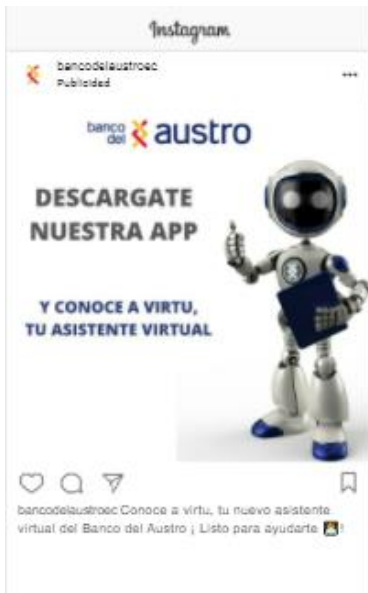 Instagram
bancodelaustroec
Publicidad
banco del austro
DESCARGATE
NUESTRA APP
Y CONOCE A VIRTU,
TU ASISTENTE VIRTUAL
bancodelaustroec Conoce a virtu, tu nuevo asistente
virtual del Banco del Austro ¡ Listo para ayudarte 👩‍💻!